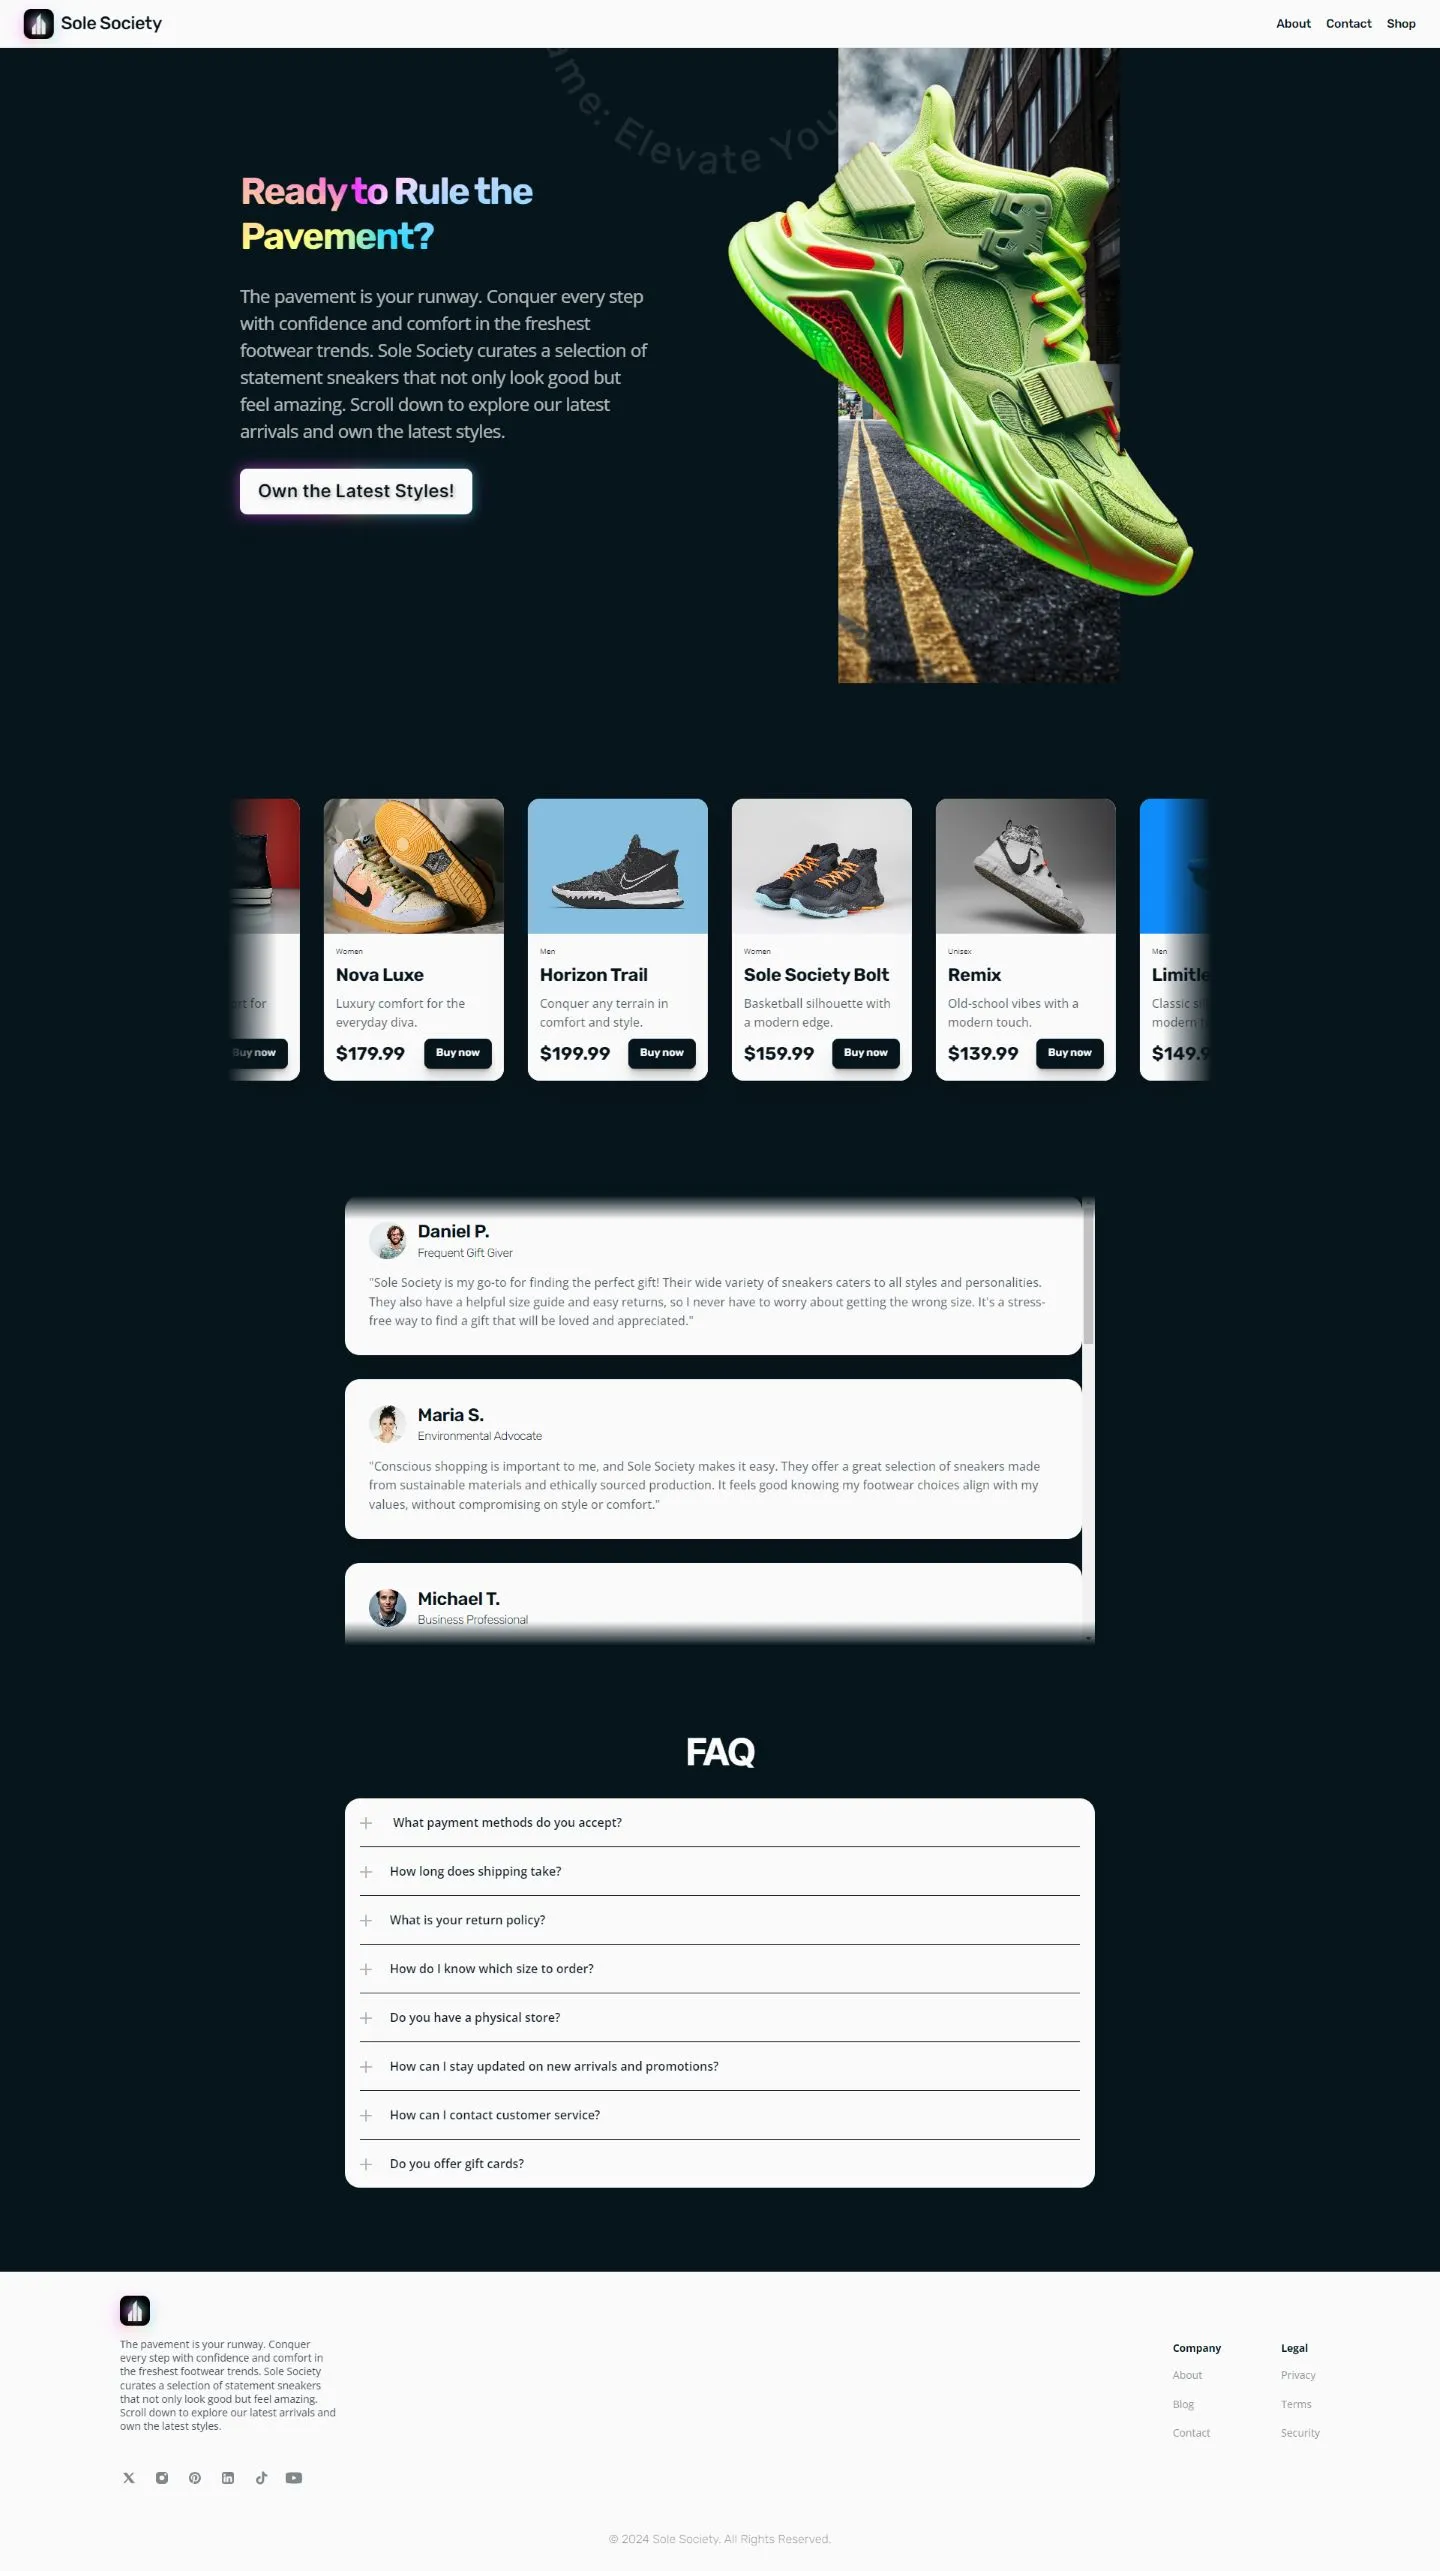 Sole Society
About Contact Shop
ame: Elevate You
Ready to Rule the
Pavement?
The pavement is your runway. Conquer every step
with confidence and comfort in the freshest
footwear trends. Sole Society curates a selection of
statement sneakers that not only look good but
feel amazing. Scroll down to explore our latest
arrivals and own the latest styles.
Own the Latest Styles!
for
Buy now
Women
Nova Luxe
Luxury comfort for the
everyday diva.
$179.99 Buy now
Men
Horizon Trail
Conquer any terrain in
comfort and style.
$199.99 Buy now
Women
Sole Society Bolt
Basketball silhouette with
a modern edge.
$159.99 Buy now
Unisex
Remix
Old-school vibes with a
modern touch.
$139.99 Buy now
Men
Limitle
Classic
modern
$149.9
Daniel P.
Frequent Gift Giver
"Sole Society is my go-to for finding the perfect gift! Their wide variety of sneakers caters to all styles and personalities.
They also have a helpful size guide and easy returns, so I never have to worry about getting the wrong size. It's a stress-
free way to find a gift that will be loved and appreciated."
Maria S.
Environmental Advocate
"Conscious shopping is important to me, and Sole Society makes it easy. They offer a great selection of sneakers made
from sustainable materials and ethically sourced production. It feels good knowing my footwear choices align with my
values, without compromising on style or comfort."
Michael T.
Business Professional
FAQ
What payment methods do you accept?
How long does shipping take?
What is your return policy?
How do I know which size to order?
Do you have a physical store?
How can I stay updated on new arrivals and promotions?
How can I contact customer service?
Do you offer gift cards?
The pavement is your runway. Conquer
every step with confidence and comfort in
the freshest footwear trends. Sole Society
curates a selection of statement sneakers
that not only look good but feel amazing.
Scroll down to explore our latest arrivals and
own the latest styles.
Company
About
Blog
Contact
Legal
Privacy
Terms
Security
© 2024 Sole Society. All Rights Reserved.